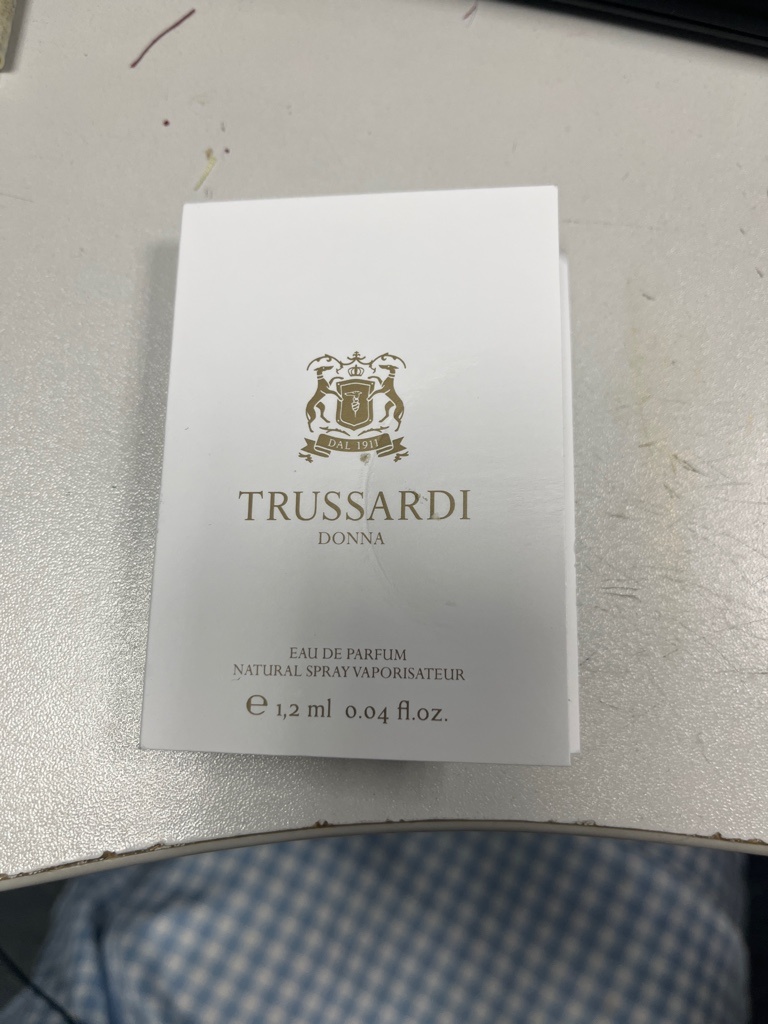 DAL 1911
TRUSSARDI
DONNA
EAU DE PARFUM
NATURAL SPRAY VAPORISATEUR
℮ 1,2 ml 0.04 fl.oz.